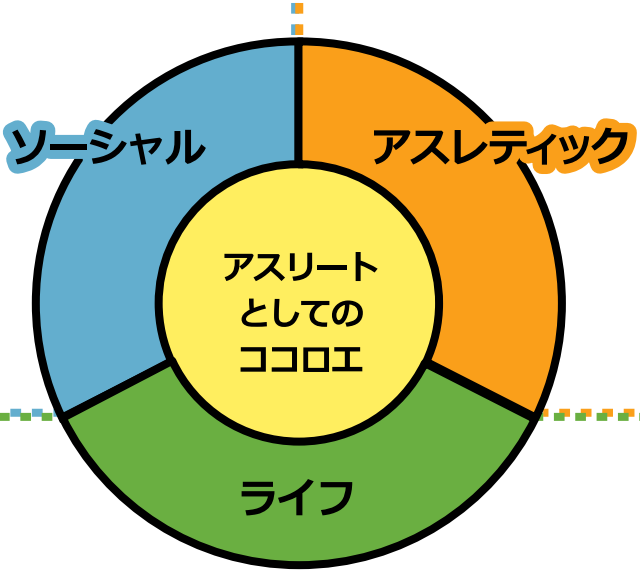 ソーシャル
アスレティック
アスリート
としての
ココロエ
ライフ